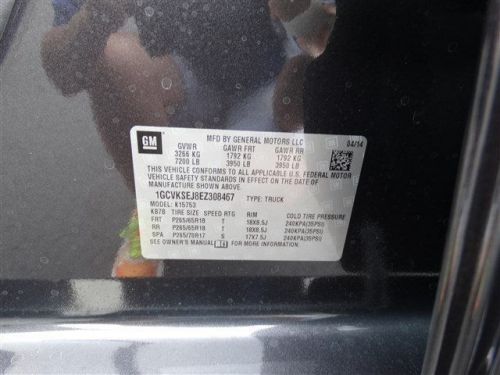 GM
MFD BY GENERAL MOTORS LLC 04/14
GVWR GAWR FRT GAWR RR
3266 KG 1792 KG 1792 KG
7200 LB 3950 LB 3950 LB
THIS VEHICLE CONFORMS TO ALL APPLICABLE U.S. FEDERAL MOTOR
VEHICLE SAFETY STANDARDS IN EFFECT ON THE DATE OF
MANUFACTURE SHOWN ABOVE.
1GCVKSEJ8EZ308467 TYPE: TRUCK
MODEL: K15753
KB78 TIRE SIZE SPEED RTG RIM COLD TIRE PRESSURE
FRT P265/65R18 T 18X8.5J 240KPA(35PSI)
RR P265/65R18 T 18X8.5J 240KPA(35PSI)
SPA P265/70R17 S 17X7.5J 240KPA(35PSI)
SEE OWNER'S MANUAL FOR INFORMATION